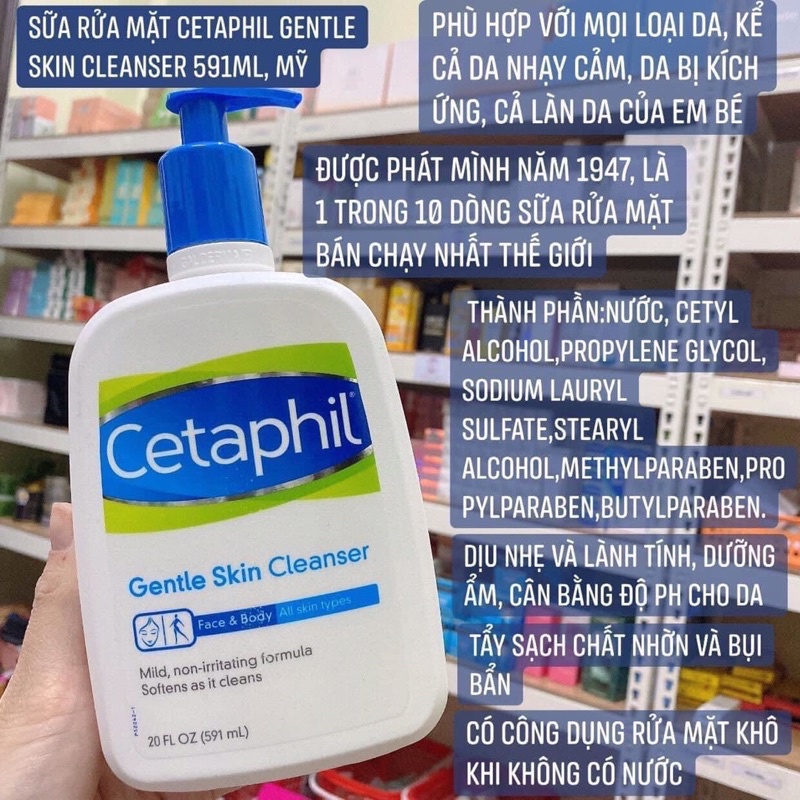 SỮA RỬA MẶT CETAPHIL GENTLE
SKIN CLEANSER 591ML, MỸ
PHÙ HỢP VỚI MỌI LOẠI DA, KỂ
CẢ DA NHẠY CẢM, DA BỊ KÍCH
ỨNG, CẢ LÀN DA CỦA EM BÉ
ĐƯỢC PHÁT MÌNH NĂM 1947, LÀ
1 TRONG 10 DÒNG SỮA RỬA MẶT
BÁN CHẠY NHẤT THẾ GIỚI
THÀNH PHẦN:NƯỚC, CETYL
ALCOHOL,PROPYLENE GLYCOL,
SODIUM LAURYL
SULFATE,STEARYL
ALCOHOL,METHYLPARABEN,PRO
PYLPARABEN,BUTYLPARABEN.
DỊU NHẸ VÀ LÀNH TÍNH, DƯỠNG
ẨM, CÂN BẰNG ĐỘ PH CHO DA
TẨY SẠCH CHẤT NHỜN VÀ BỤI
BẨN
CÓ CÔNG DỤNG RỬA MẶT KHÔ
KHI KHÔNG CÓ NƯỚC
GALDERMA
Cetaphil
Gentle Skin Cleanser
Face & Body All skin types
Mild, non-irritating formula
Softens as it cleans
20 FL OZ (591 mL)